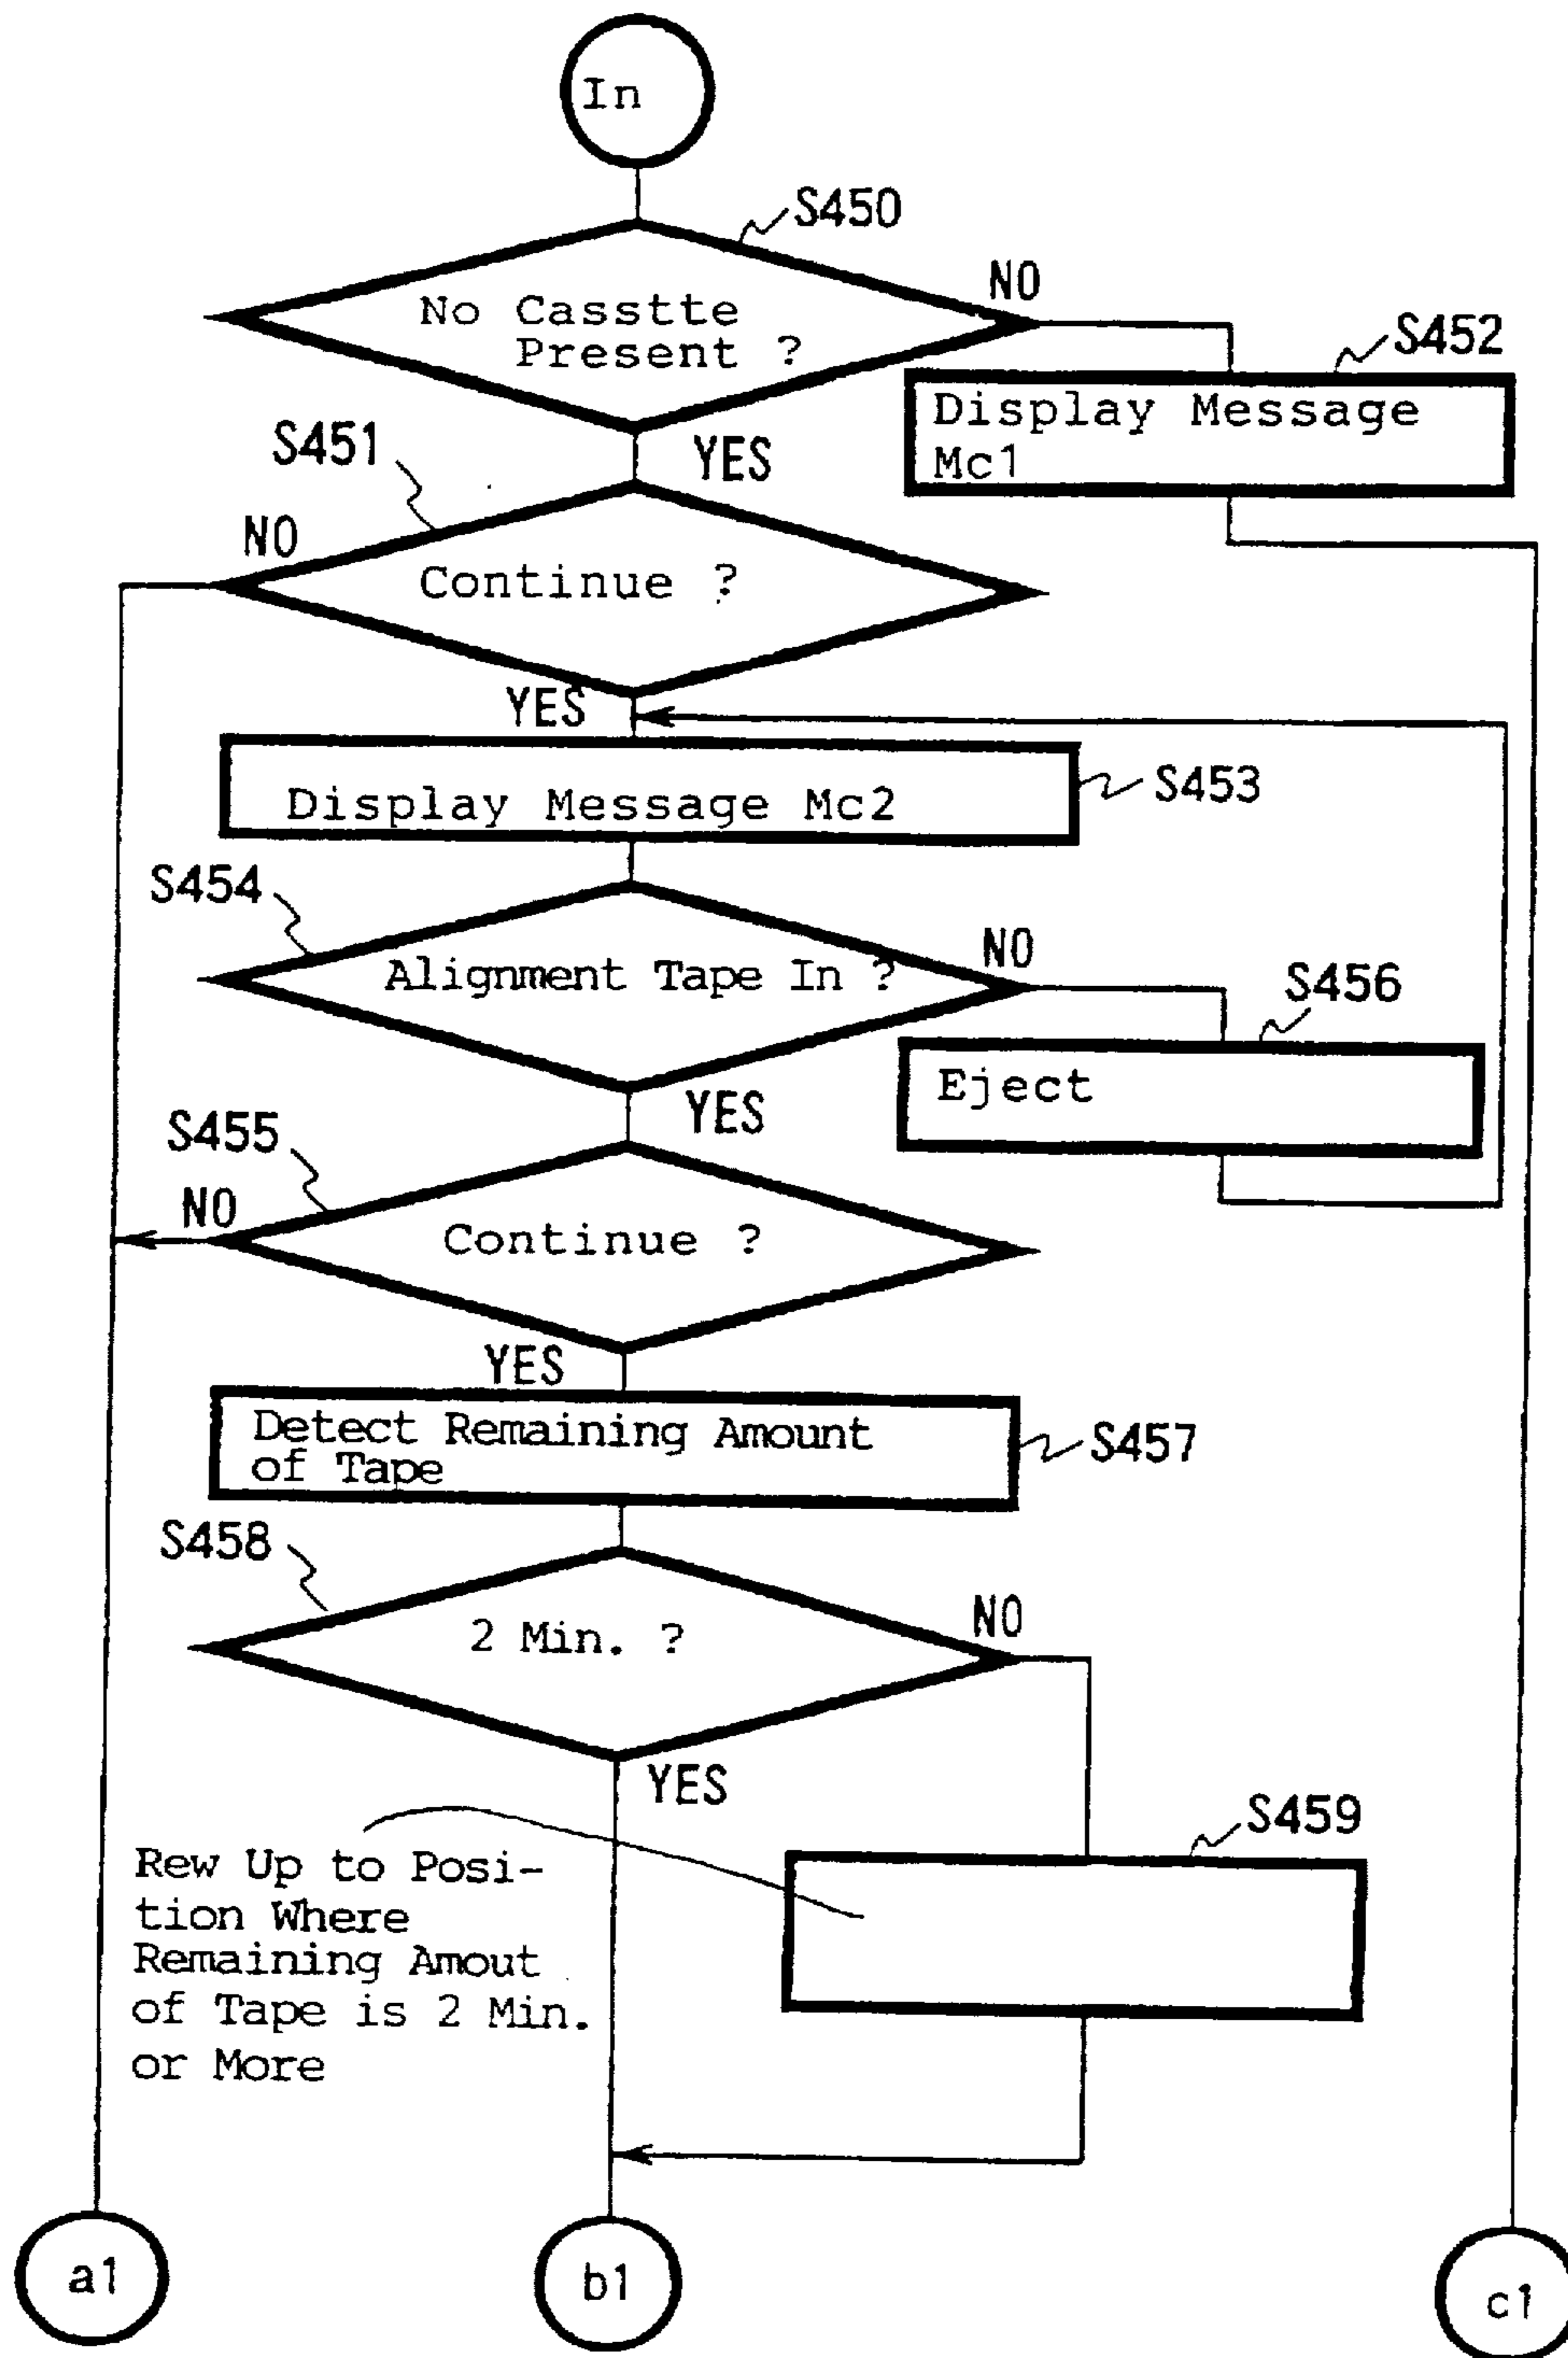 In
S450
No Casstte
Present ?
NO
S452
Display Message
Mc1
S451
YES
NO
Continue ?
YES
Display Message Mc2
S453
S454
Alignment Tape In ?
NO
S456
Eject
YES
S455
NO
Continue ?
YES
Detect Remaining Amount
of Tape
S457
S458
2 Min. ?
NO
YES
S459
Rew Up to Posi-
tion Where
Remaining Amout
of Tape is 2 Min.
or More
a1
b1
c1